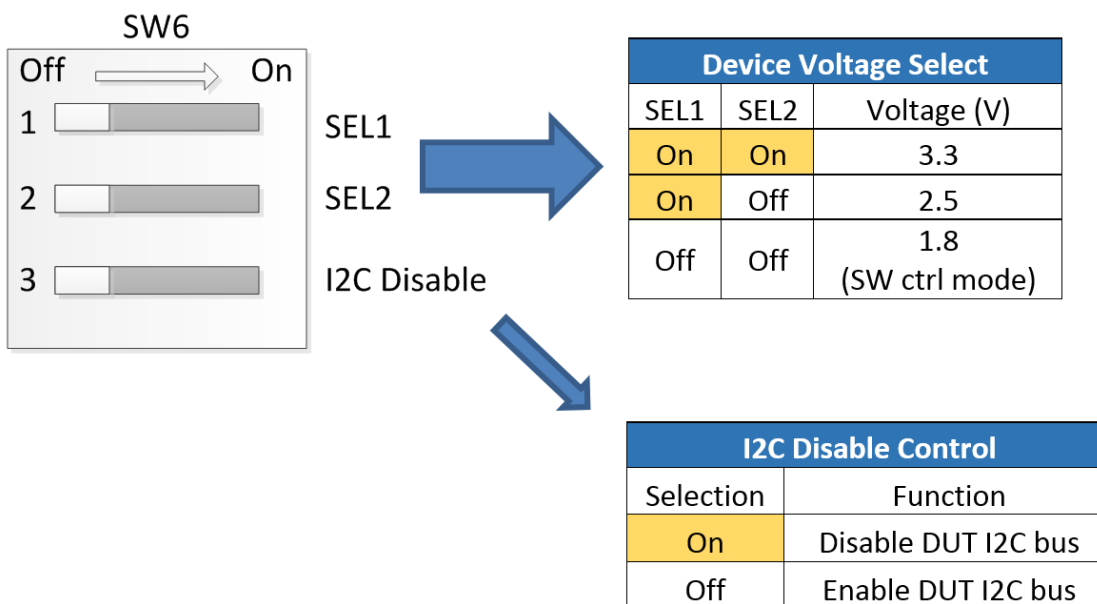 SW6
Off On
1
SEL1
2
SEL2
3
I2C Disable
Device Voltage Select
SEL1 SEL2 Voltage (V)
On On 3.3
On Off 2.5
Off Off 1.8
(SW ctrl mode)
I2C Disable Control
Selection Function
On Disable DUT I2C bus
Off Enable DUT I2C bus